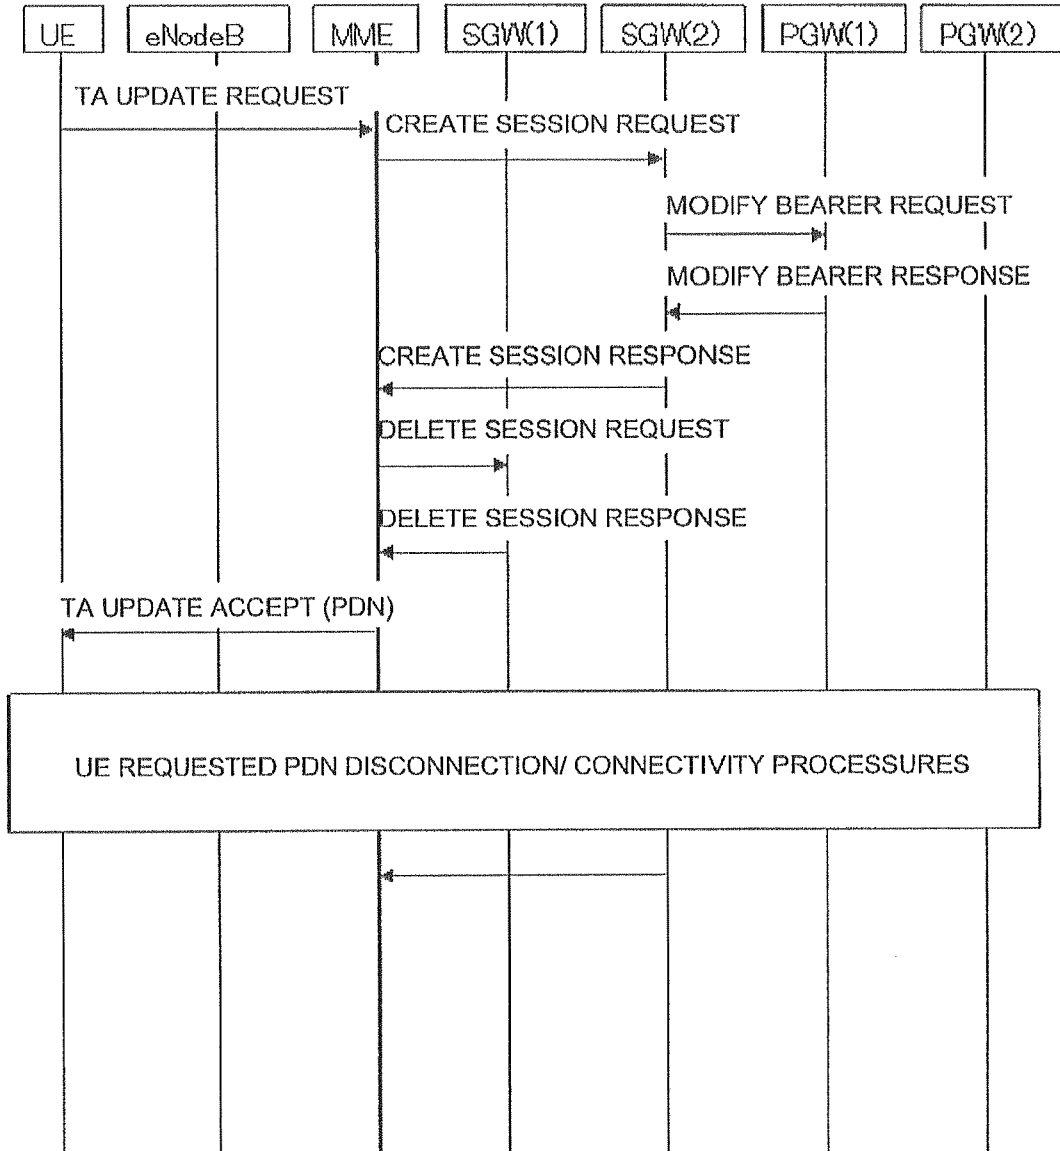 UE eNodeB MME SGW(1) SGW(2) PGW(1) PGW(2)
TA UPDATE REQUEST
CREATE SESSION REQUEST
MODIFY BEARER REQUEST
MODIFY BEARER RESPONSE
CREATE SESSION RESPONSE
DELETE SESSION REQUEST
DELETE SESSION RESPONSE
TA UPDATE ACCEPT (PDN)
UE REQUESTED PDN DISCONNECTION/ CONNECTIVITY PROCESSURES